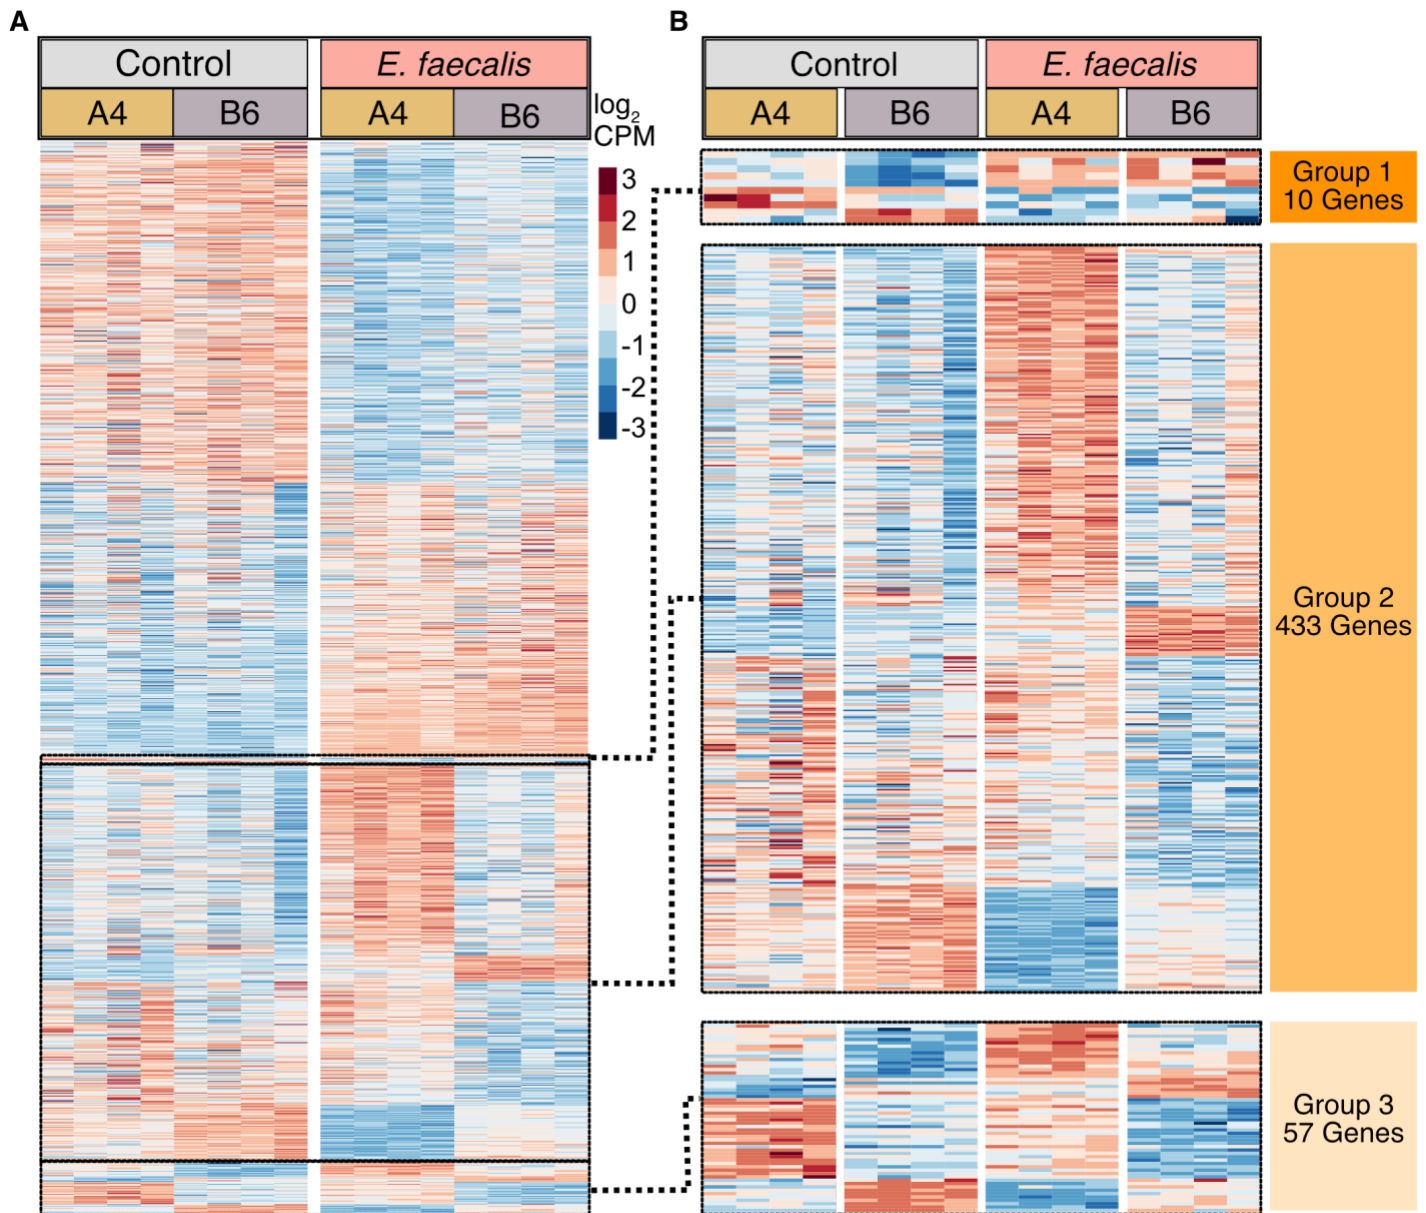 A
B
Control
E. faecalis
A4
B6
A4
B6
log2
CPM
3
2
1
0
-1
-2
-3
Control
E. faecalis
A4
B6
A4
B6
Group 1
10 Genes
Group 2
433 Genes
Group 3
57 Genes